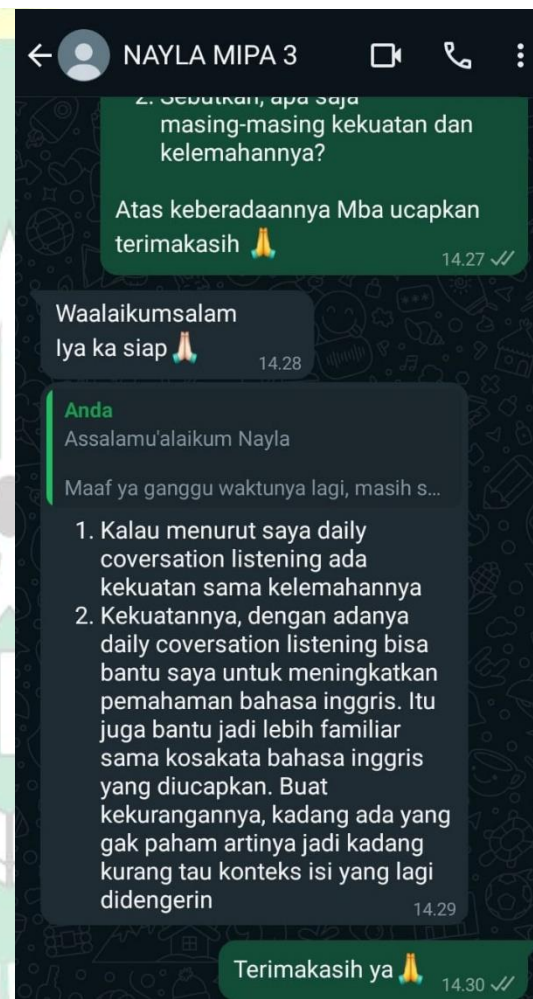 NAYLA MIPA 3
2. Sebutkan, apa saja
masing-masing kekuatan dan
kelemahannya?
Atas keberadaannya Mba ucapkan
terimakasih 🙏
14.27
Waalaikumsalam
Iya ka siap 🙏🏻
14.28
Anda
Assalamu'alaikum Nayla
Maaf ya ganggu waktunya lagi, masih s...
1. Kalau menurut saya daily
coversation listening ada
kekuatan sama kelemahannya
2. Kekuatannya, dengan adanya
daily coversation listening bisa
bantu saya untuk meningkatkan
pemahaman bahasa inggris. Itu
juga bantu jadi lebih familiar
sama kosakata bahasa inggris
yang diucapkan. Buat
kekurangannya, kadang ada yang
gak paham artinya jadi kadang
kurang tau konteks isi yang lagi
didengerin
14.29
Terimakasih ya 🙏
14.30